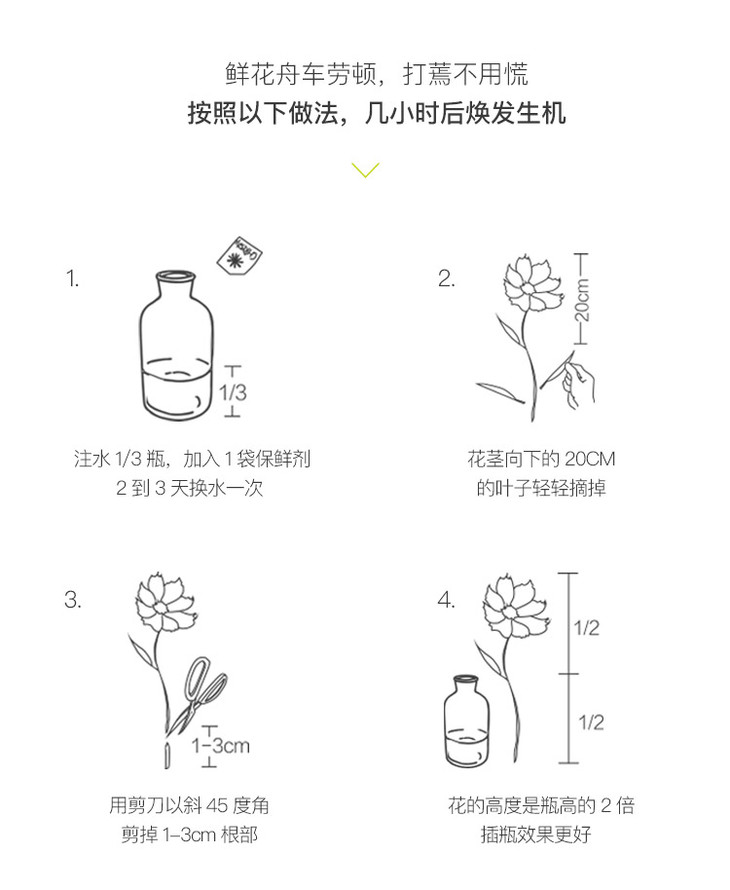 鲜花舟车劳顿，打蔫不用慌
按照以下做法，几小时后焕发生机
1.
1/3
注水 1/3 瓶，加入 1 袋保鲜剂
2 到 3 天换水一次
2.
20cm
花茎向下的 20CM
的叶子轻轻摘掉
3.
1-3cm
用剪刀以斜 45 度角
剪掉 1-3cm 根部
4.
1/2
1/2
花的高度是瓶高的 2 倍
插瓶效果更好